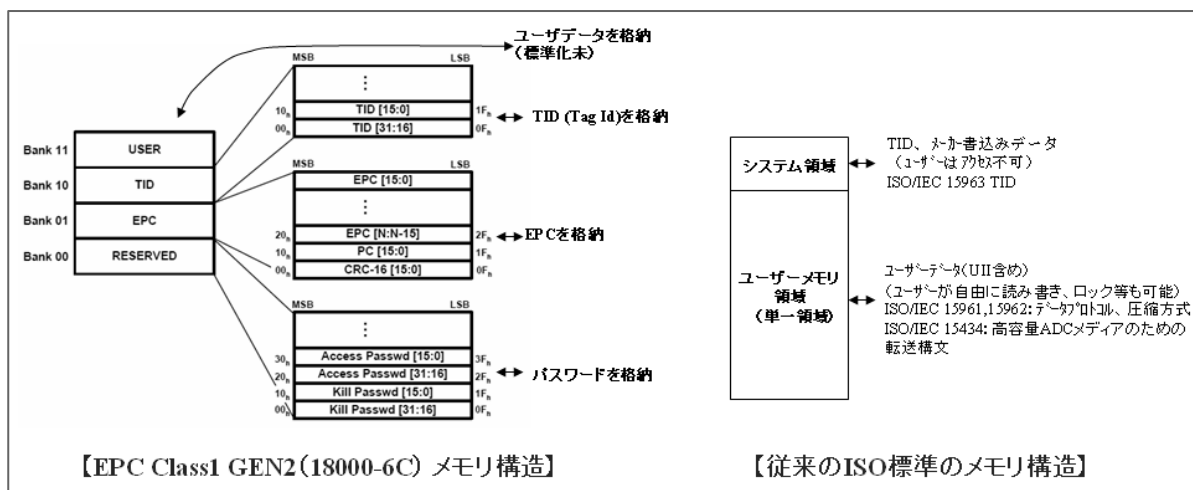 ユーザデータを格納
（標準化未）
MSB LSB
⋮
10h TID [15:0] 1Fh
00h TID [31:16] 0Fh
TID (Tag Id)を格納
Bank 11 USER
Bank 10 TID
Bank 01 EPC
Bank 00 RESERVED
MSB LSB
EPC [15:0]
⋮
20h EPC [N:N-15] 2Fh
10h PC [15:0] 1Fh
00h CRC-16 [15:0] 0Fh
EPCを格納
MSB LSB
⋮
30h Access Passwd [15:0] 3Fh
20h Access Passwd [31:16] 2Fh
10h Kill Passwd [15:0] 1Fh
00h Kill Passwd [31:16] 0Fh
パスワードを格納
【EPC Class1 GEN2（18000-6C）メモリ構造】
システム領域
TID、メーカー書込みデータ
（ユーザーはアクセス不可）
ISO/IEC 15963 TID
ユーザーメモリ
領域
（単一領域）
ユーザーデータ(UII含め)
（ユーザーが自由に読み書き、ロック等も可能）
ISO/IEC 15961,15962：データプロトコル、圧縮方式
ISO/IEC 15434：高容量ADCメディアのための
転送構文
【従来のISO標準のメモリ構造】